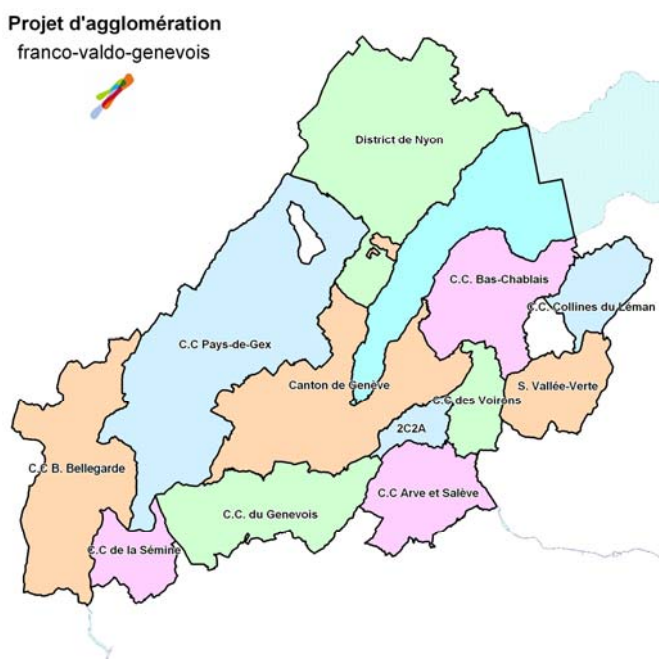 Projet d'agglomération
franco-valdo-genevois
District de Nyon
C.C. Bas-Chablais
C.C. Collines du Léman
C.C Pays-de-Gex
Canton de Genève
S. Vallée-Verte
C.C des Voirons
2C2A
C.C B. Bellegarde
C.C Arve et Salève
C.C. du Genevois
C.C de la Sémine